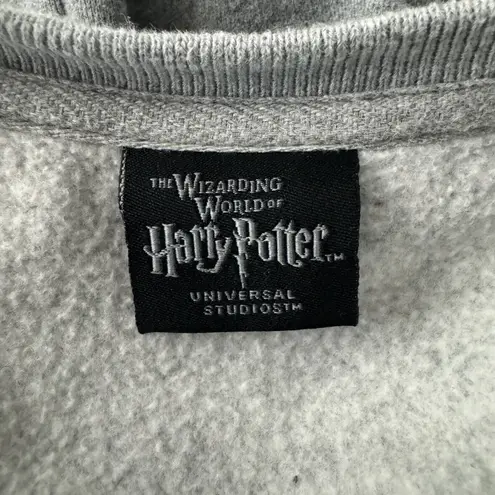 THE WIZARDING
WORLD OF
Harry Potter™
UNIVERSAL
STUDIOS™